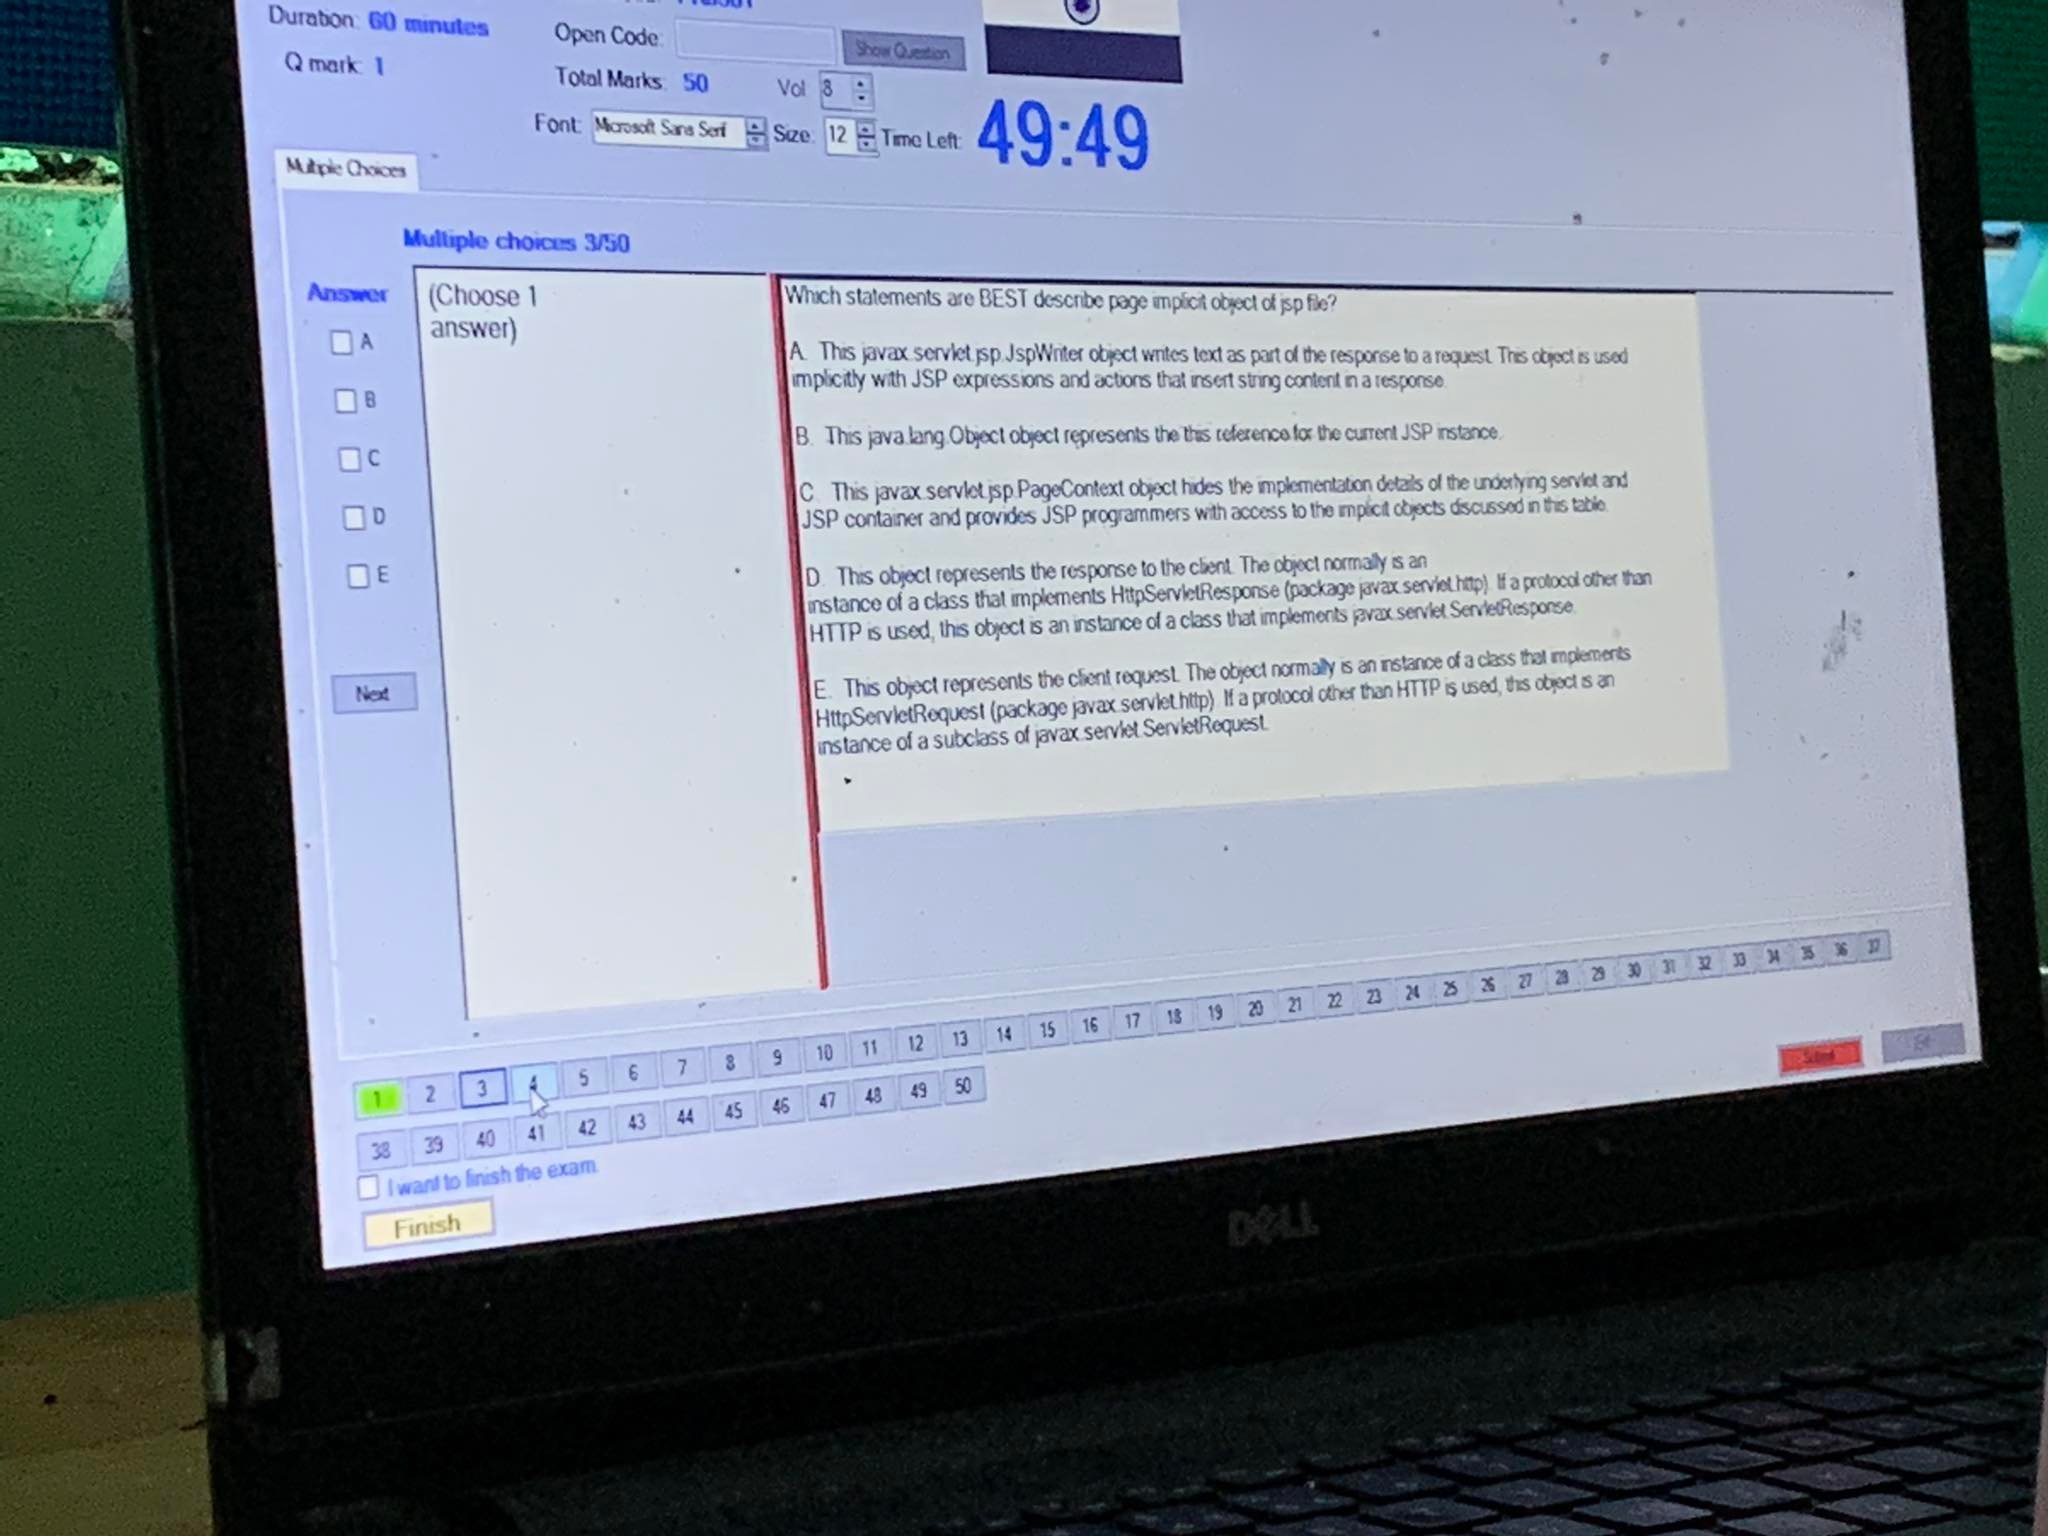 Duration: 60 minutes
Q mark: 1
Open Code:
Show Question
Total Marks: 50
Vol 8
Font: Microsoft Sans Serif Size: 12 Time Left: 49:49
Multiple Choices
Multiple choices 3/50
Answer
A
B
C
D
E
Next
(Choose 1
answer)
Which statements are BEST describe page implicit object of jsp file?
A. This javax.servlet.jsp.JspWriter object writes text as part of the response to a request. This object is used
implicitly with JSP expressions and actions that insert string content in a response.
B. This java.lang.Object object represents the this reference for the current JSP instance.
C. This javax.servlet.jsp.PageContext object hides the implementation details of the underlying servlet and
JSP container and provides JSP programmers with access to the implicit objects discussed in this table.
D. This object represents the response to the client. The object normally is an
instance of a class that implements HttpServletResponse (package javax.servlet.http). If a protocol other than
HTTP is used, this object is an instance of a class that implements javax.servlet.ServletResponse.
E. This object represents the client request. The object normally is an instance of a class that implements
HttpServletRequest (package javax.servlet.http). If a protocol other than HTTP is used, this object is an
instance of a subclass of javax.servlet.ServletRequest.
1 2 3 4 5 6 7 8 9 10 11 12 13 14 15 16 17 18 19 20 21 22 23 24 25 26 27 28 29 30 31 32 33 34 35 36 37
38 39 40 41 42 43 44 45 46 47 48 49 50
I want to finish the exam.
Finish
Submit
Exit
DELL